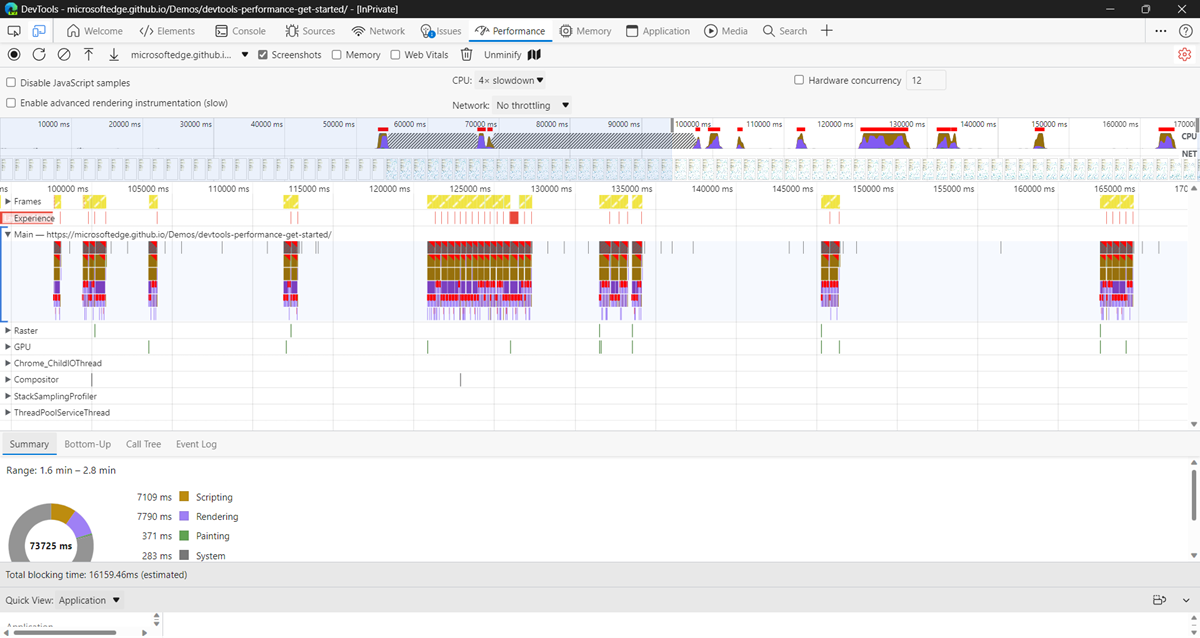 DevTools - microsoftedge.github.io/Demos/devtools-performance-get-started/ - [InPrivate]
Welcome Elements Console Sources Network Issues Performance Memory Application Media Search
microsoftedge.github.i... Screenshots Memory Web Vitals Unminify
Disable JavaScript samples CPU: 4× slowdown Hardware concurrency 12
Enable advanced rendering instrumentation (slow) Network: No throttling
10000 ms 20000 ms 30000 ms 40000 ms 50000 ms 60000 ms 70000 ms 80000 ms 90000 ms 100000 ms 110000 ms 120000 ms 130000 ms 140000 ms 150000 ms 160000 ms 17000
CPU
NET
ms 100000 ms 105000 ms 110000 ms 115000 ms 120000 ms 125000 ms 130000 ms 135000 ms 140000 ms 145000 ms 150000 ms 155000 ms 160000 ms 165000 ms 17
Frames
Experience
Main — https://microsoftedge.github.io/Demos/devtools-performance-get-started/
Raster
GPU
Chrome_ChildIOThread
Compositor
StackSamplingProfiler
ThreadPoolServiceThread
Summary Bottom-Up Call Tree Event Log
Range: 1.6 min – 2.8 min
7109 ms Scripting
7790 ms Rendering
371 ms Painting
73725 ms
283 ms System
Total blocking time: 16159.46ms (estimated)
Quick View: Application
Application